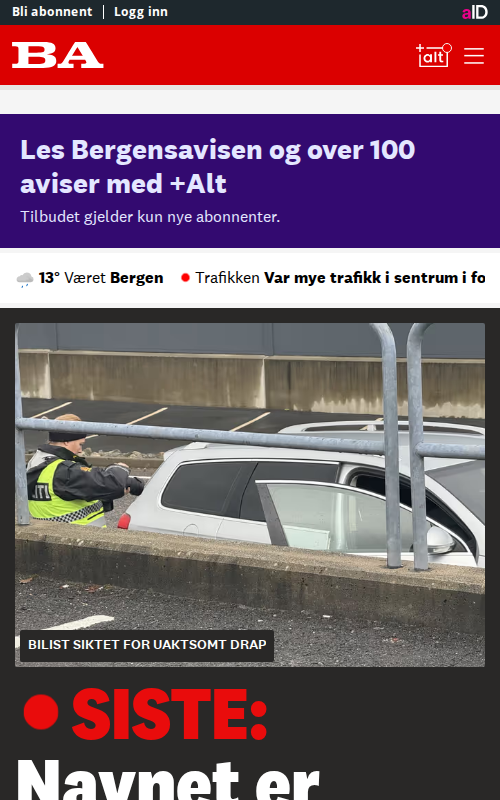 Bli abonnent
Logg inn
aID
BA
+alt
Les Bergensavisen og over 100
aviser med +Alt
Tilbudet gjelder kun nye abonnenter.
13° Været Bergen
Trafikken Var mye trafikk i sentrum i fo
BILIST SIKTET FOR UAKTSOMT DRAP
SISTE:
Navnet er